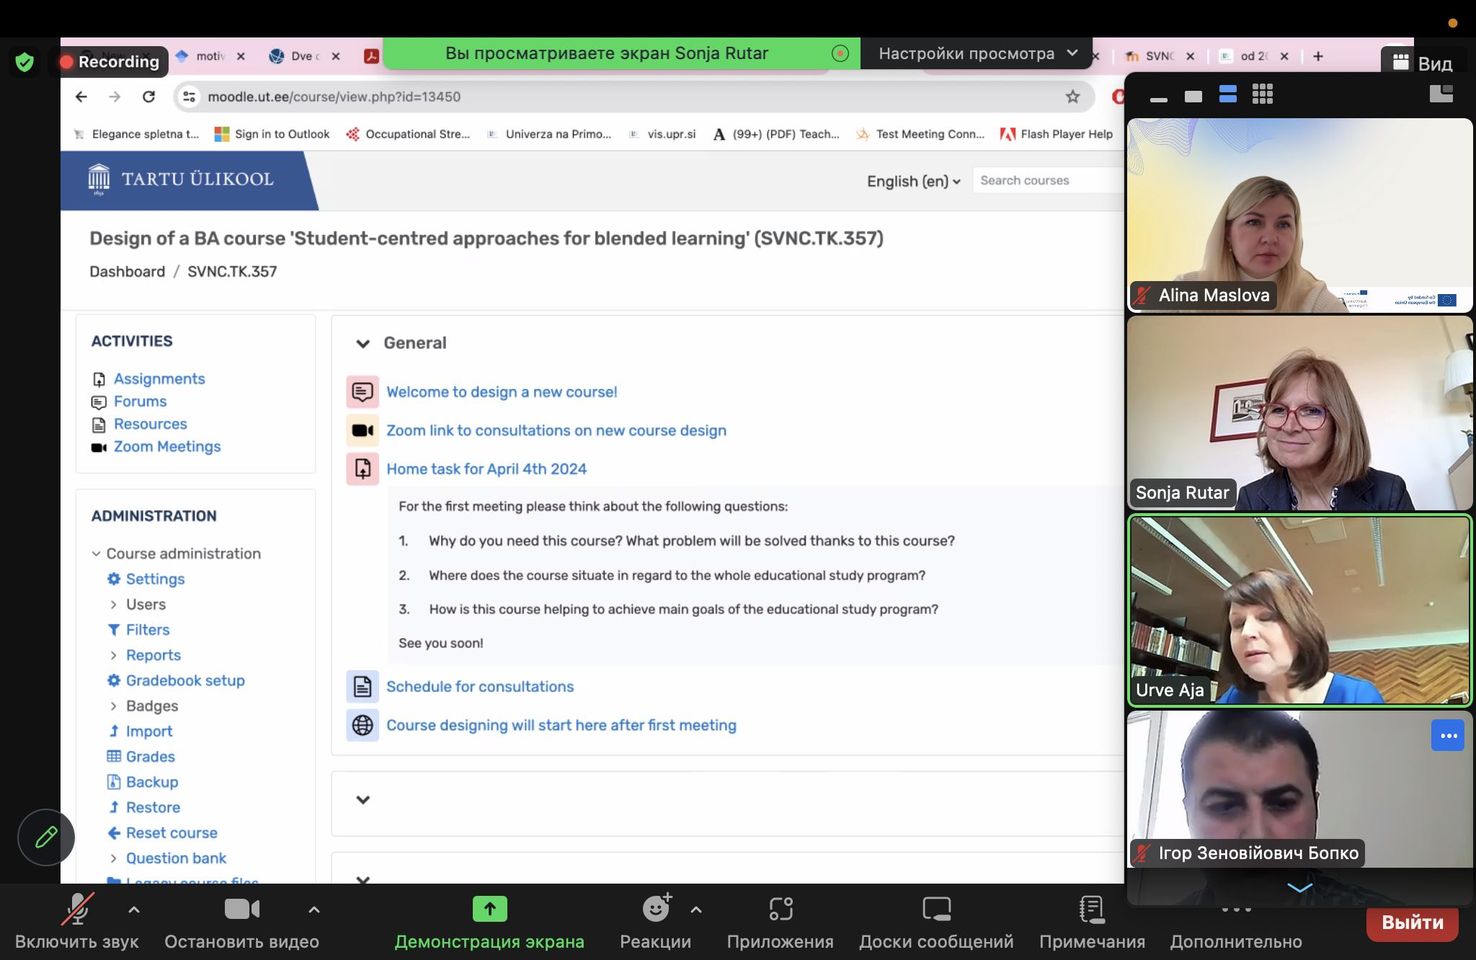 Recording
motiv
Dve
Вы просматриваете экран Sonja Rutar
Настройки просмотра
SVNC
od 20
Вид
moodle.ut.ee/course/view.php?id=13450
Elegance spletna t...
Sign in to Outlook
Occupational Stre...
Univerza na Primo...
vis.upr.si
(99+) (PDF) Teach...
Test Meeting Conn...
Flash Player Help
TARTU ÜLIKOOL
English (en)
Search courses
Design of a BA course 'Student-centred approaches for blended learning' (SVNC.TK.357)
Dashboard / SVNC.TK.357
ACTIVITIES
Assignments
Forums
Resources
Zoom Meetings
ADMINISTRATION
Course administration
Settings
Users
Filters
Reports
Gradebook setup
Badges
Import
Grades
Backup
Restore
Reset course
Question bank
Legacy course files
General
Welcome to design a new course!
Zoom link to consultations on new course design
Home task for April 4th 2024
For the first meeting please think about the following questions:
1. Why do you need this course? What problem will be solved thanks to this course?
2. Where does the course situate in regard to the whole educational study program?
3. How is this course helping to achieve main goals of the educational study program?
See you soon!
Schedule for consultations
Course designing will start here after first meeting
Alina Maslova
Sonja Rutar
Urve Aja
Ігор Зеновійович Бопко
Включить звук
Остановить видео
Демонстрация экрана
Реакции
Приложения
Доски сообщений
Примечания
Дополнительно
Выйти